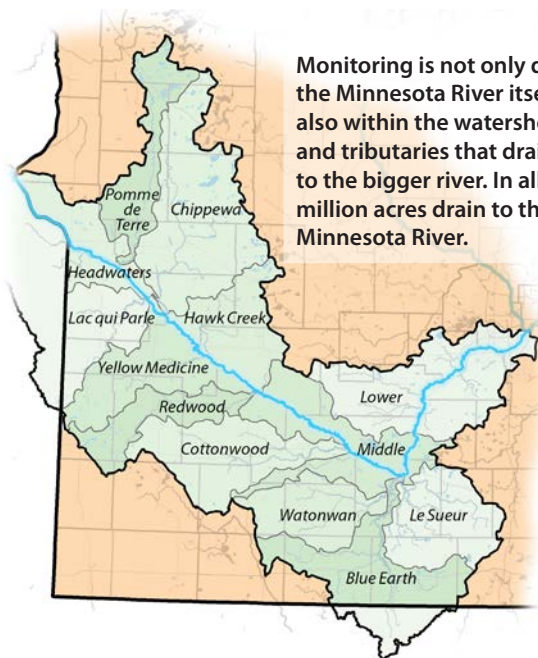 Monitoring is not only
the Minnesota River
also within the
and tributaries that
to the bigger river. In
million acres drain to
Minnesota River.
Pomme
de
Terre
Chippewa
Headwaters
Lac qui Parle
Hawk Creek
Yellow Medicine
Redwood
Lower
Cottonwood
Middle
Watonwan
Le Sueur
Blue Earth